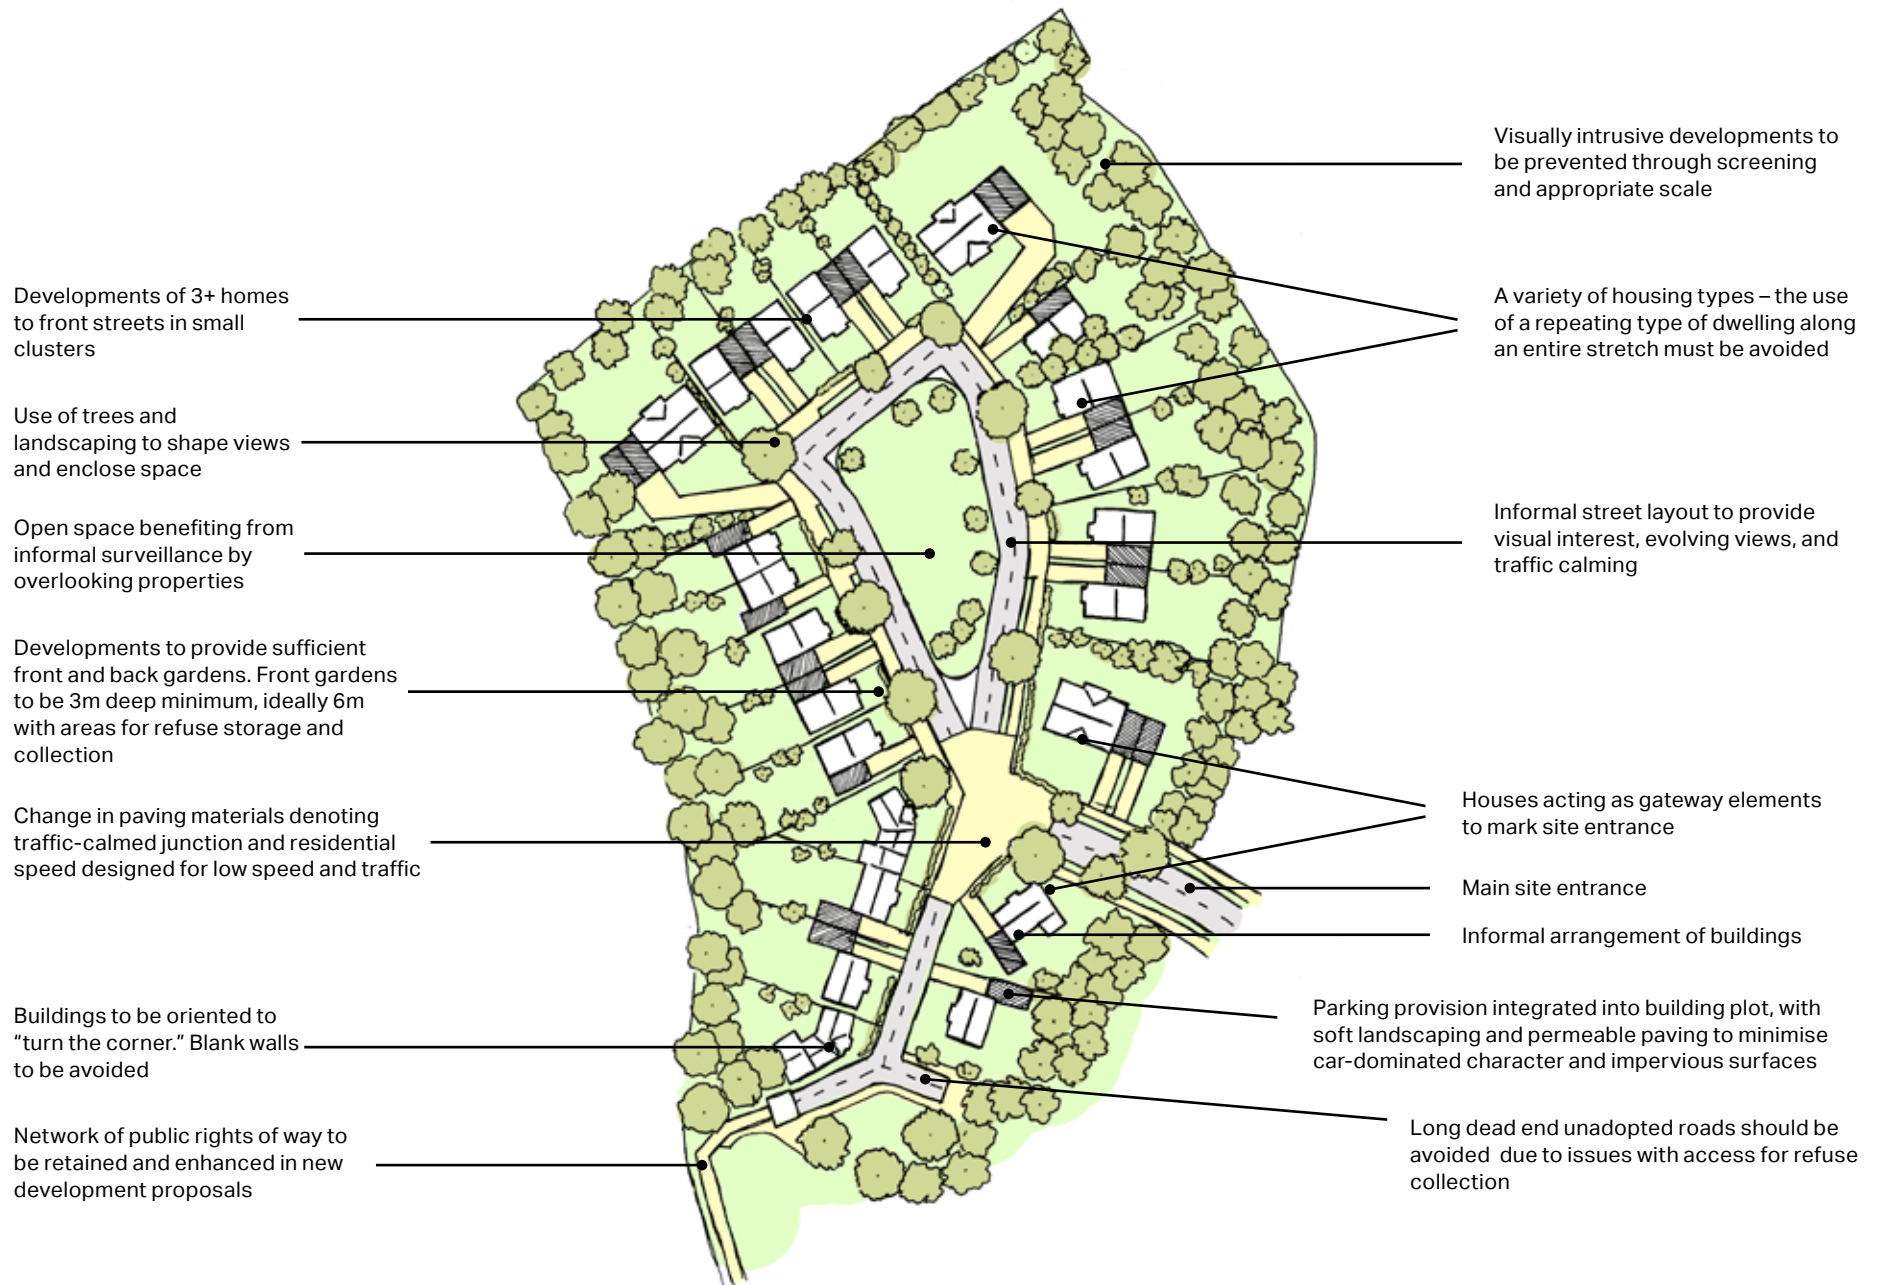 Developments of 3+ homes
to front streets in small
clusters
Use of trees and
landscaping to shape views
and enclose space
Open space benefiting from
informal surveillance by
overlooking properties
Developments to provide sufficient
front and back gardens. Front gardens
to be 3m deep minimum, ideally 6m
with areas for refuse storage and
collection
Change in paving materials denoting
traffic-calmed junction and residential
speed designed for low speed and traffic
Buildings to be oriented to
“turn the corner.” Blank walls
to be avoided
Network of public rights of way to
be retained and enhanced in new
development proposals
Visually intrusive developments to
be prevented through screening
and appropriate scale
A variety of housing types – the use
of a repeating type of dwelling along
an entire stretch must be avoided
Informal street layout to provide
visual interest, evolving views, and
traffic calming
Houses acting as gateway elements
to mark site entrance
Main site entrance
Informal arrangement of buildings
Parking provision integrated into building plot, with
soft landscaping and permeable paving to minimise
car-dominated character and impervious surfaces
Long dead end unadopted roads should be
avoided  due to issues with access for refuse
collection